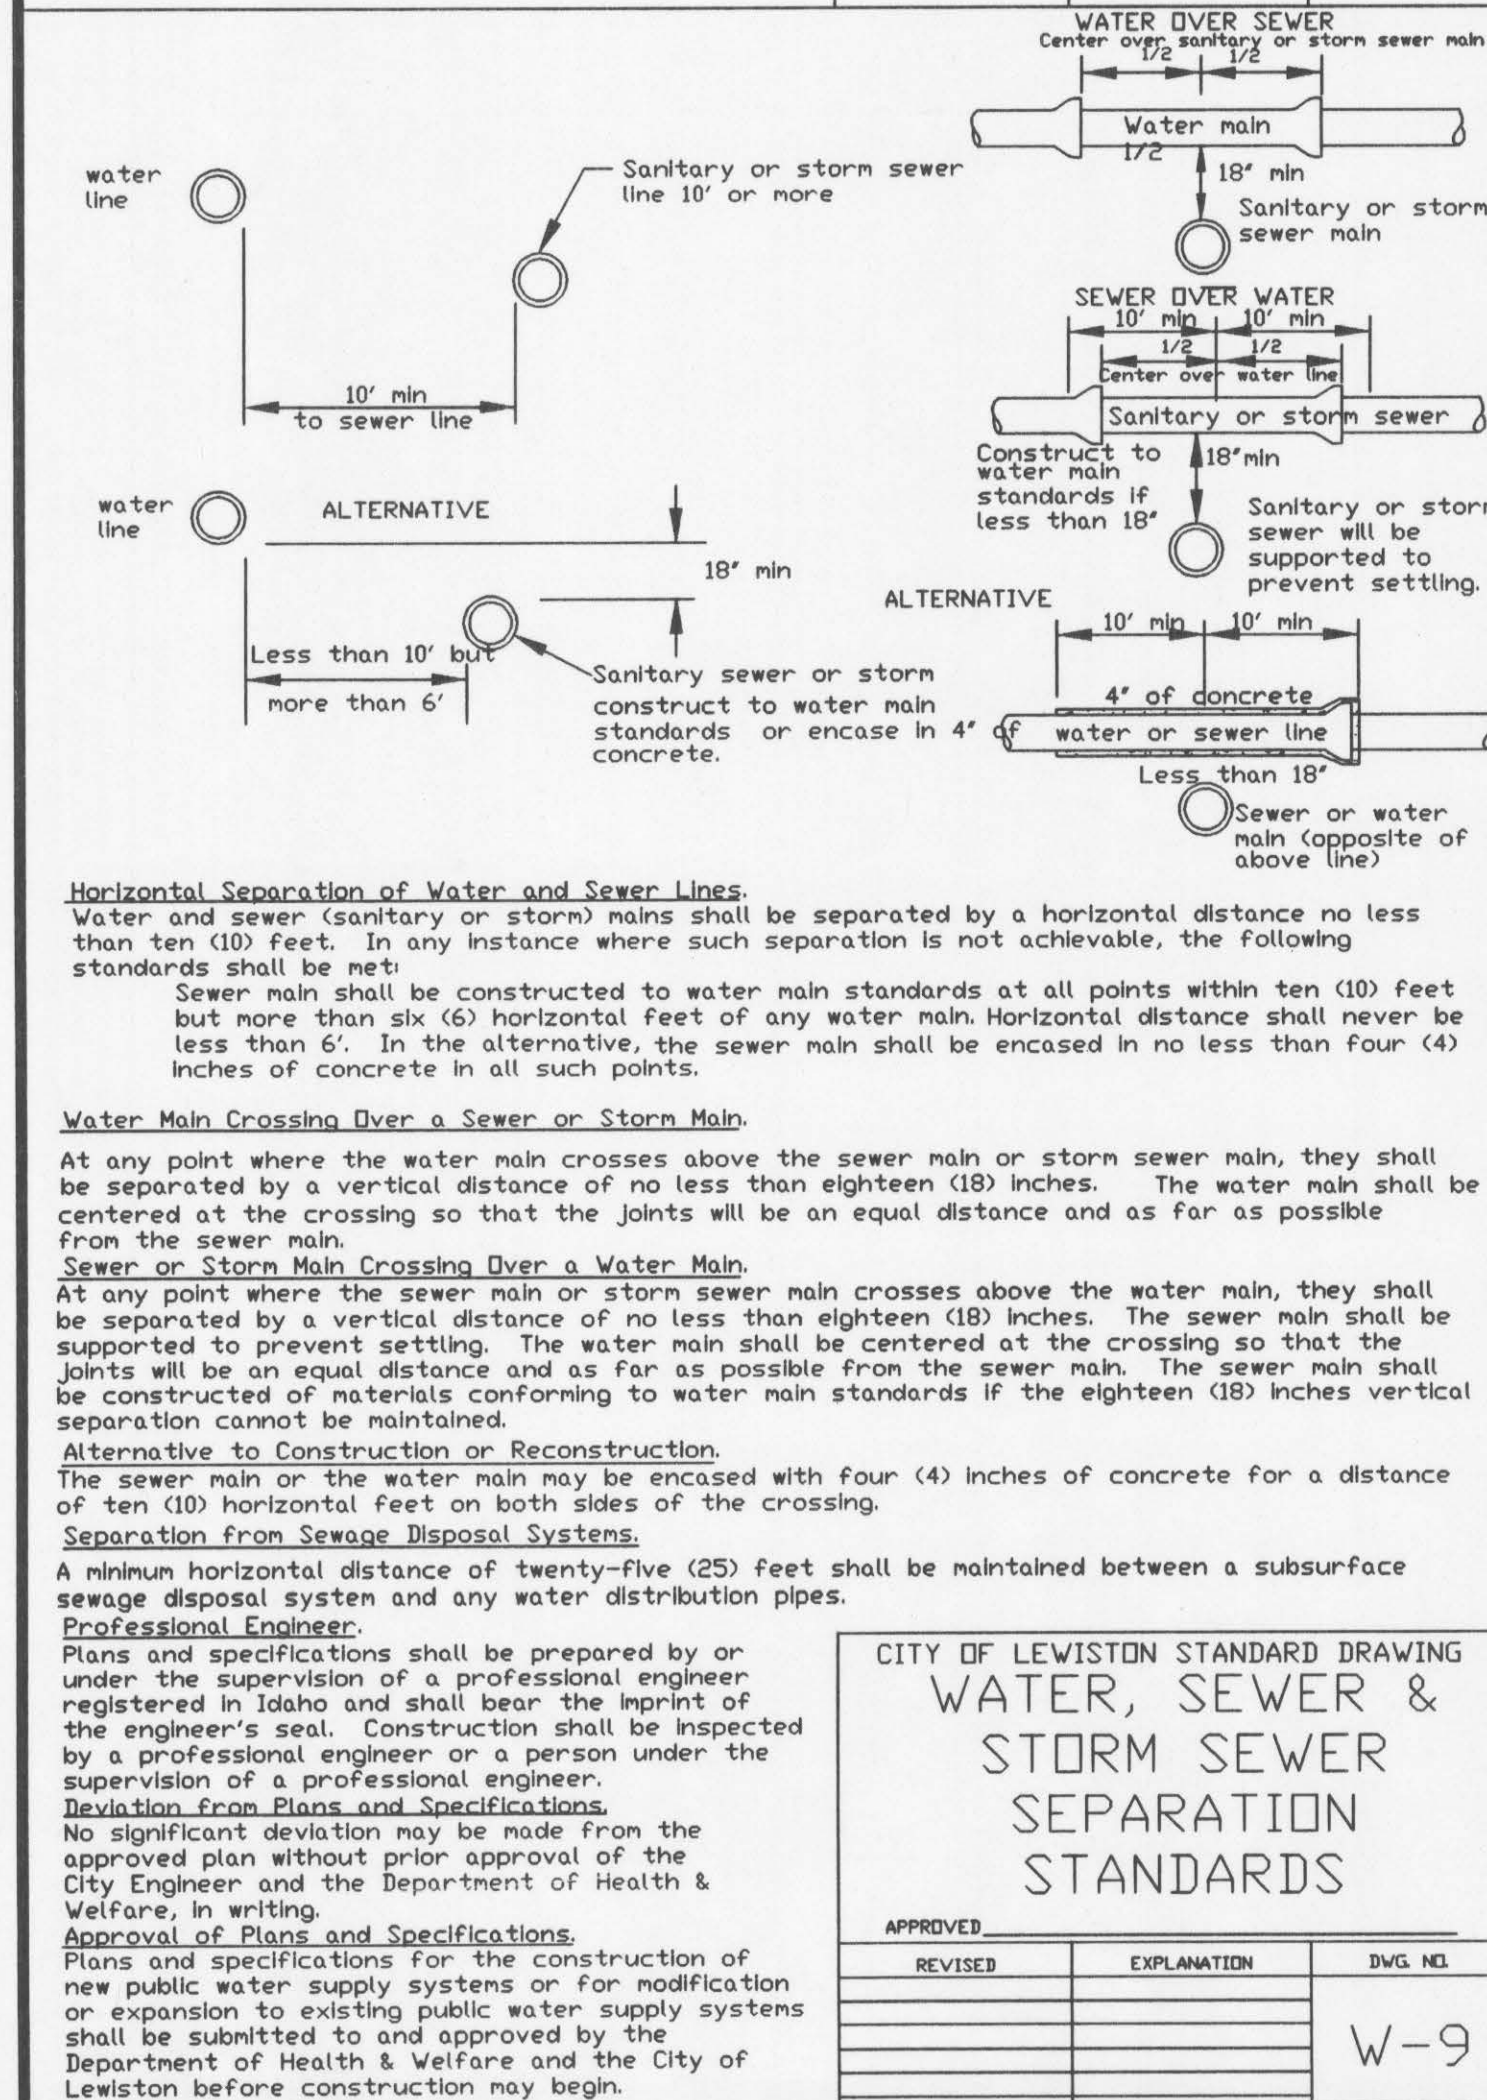 WATER OVER SEWER
Center over sanitary or storm sewer main
1/2 1/2
Water main
1/2
18" min
Sanitary or storm
sewer main
water
line
Sanitary or storm sewer
line 10' or more
10' min
to sewer line
SEWER OVER WATER
10' min 10' min
1/2 1/2
Center over water line
Sanitary or storm sewer
Construct to
water main
standards if
less than 18"
18"min
Sanitary or storm
sewer will be
supported to
prevent settling.
water
line
ALTERNATIVE
18" min
Less than 10' but
more than 6'
Sanitary sewer or storm
construct to water main
standards or encase in 4" of
concrete.
ALTERNATIVE
10' min 10' min
4" of concrete
water or sewer line
Less than 18"
Sewer or water
main (opposite of
above line)
Horizontal Separation of Water and Sewer Lines.
Water and sewer (sanitary or storm) mains shall be separated by a horizontal distance no less
than ten (10) feet. In any instance where such separation is not achievable, the following
standards shall be met:
Sewer main shall be constructed to water main standards at all points within ten (10) feet
but more than six (6) horizontal feet of any water main. Horizontal distance shall never be
less than 6'. In the alternative, the sewer main shall be encased in no less than four (4)
inches of concrete in all such points.
Water Main Crossing Over a Sewer or Storm Main.
At any point where the water main crosses above the sewer main or storm sewer main, they shall
be separated by a vertical distance of no less than eighteen (18) inches. The water main shall be
centered at the crossing so that the joints will be an equal distance and as far as possible
from the sewer main.
Sewer or Storm Main Crossing Over a Water Main.
At any point where the sewer main or storm sewer main crosses above the water main, they shall
be separated by a vertical distance of no less than eighteen (18) inches. The sewer main shall be
supported to prevent settling. The water main shall be centered at the crossing so that the
joints will be an equal distance and as far as possible from the sewer main. The sewer main shall
be constructed of materials conforming to water main standards if the eighteen (18) inches vertical
separation cannot be maintained.
Alternative to Construction or Reconstruction.
The sewer main or the water main may be encased with four (4) inches of concrete for a distance
of ten (10) horizontal feet on both sides of the crossing.
Separation from Sewage Disposal Systems.
A minimum horizontal distance of twenty-five (25) feet shall be maintained between a subsurface
sewage disposal system and any water distribution pipes.
Professional Engineer.
Plans and specifications shall be prepared by or
under the supervision of a professional engineer
registered in Idaho and shall bear the imprint of
the engineer's seal. Construction shall be inspected
by a professional engineer or a person under the
supervision of a professional engineer.
Deviation from Plans and Specifications.
No significant deviation may be made from the
approved plan without prior approval of the
City Engineer and the Department of Health &
Welfare, in writing.
Approval of Plans and Specifications.
Plans and specifications for the construction of
new public water supply systems or for modification
or expansion to existing public water supply systems
shall be submitted to and approved by the
Department of Health & Welfare and the City of
Lewiston before construction may begin.
CITY OF LEWISTON STANDARD DRAWING
WATER, SEWER &
STORM SEWER
SEPARATION
STANDARDS
APPROVED
REVISED EXPLANATION DWG. NO.
W-9